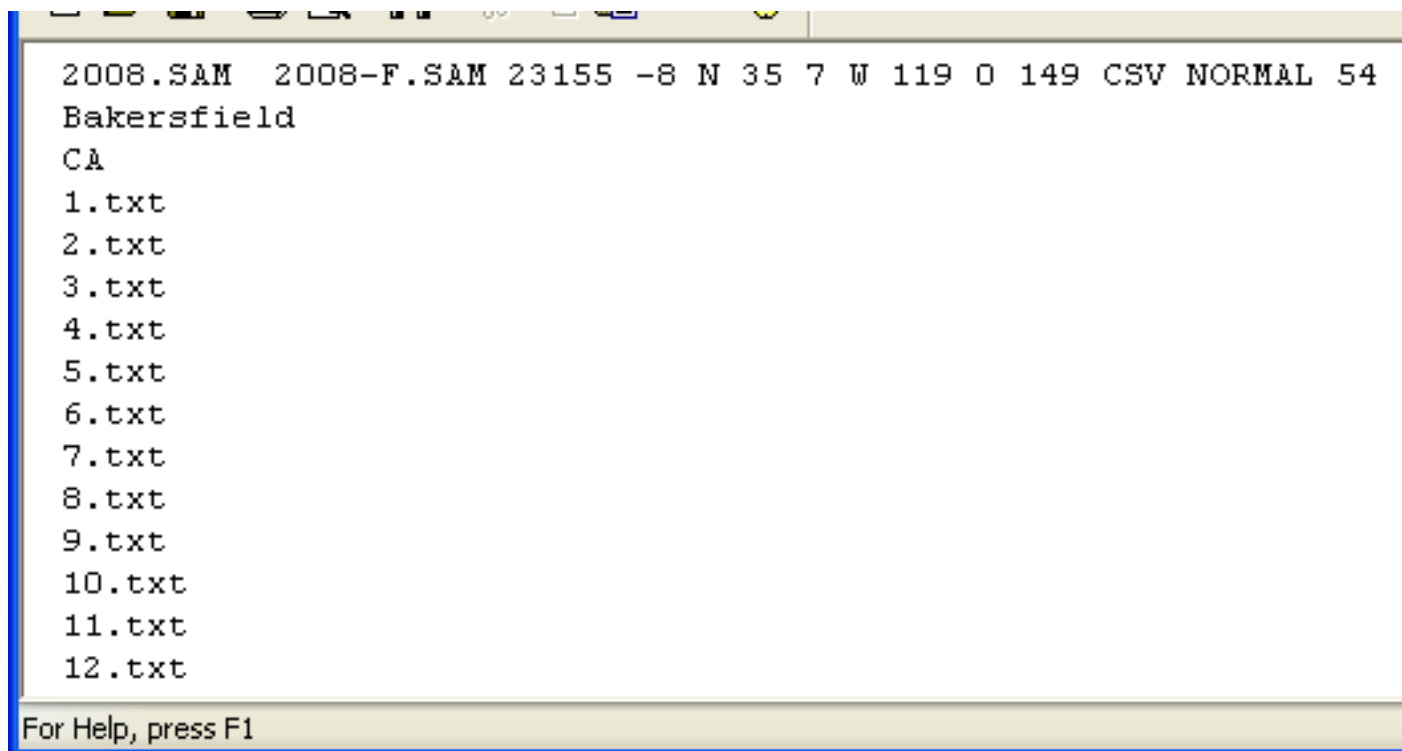 2008.SAM  2008-F.SAM 23155 -8 N 35 7 W 119 0 149 CSV NORMAL 54
Bakersfield
CA
1.txt
2.txt
3.txt
4.txt
5.txt
6.txt
7.txt
8.txt
9.txt
10.txt
11.txt
12.txt
For Help, press F1